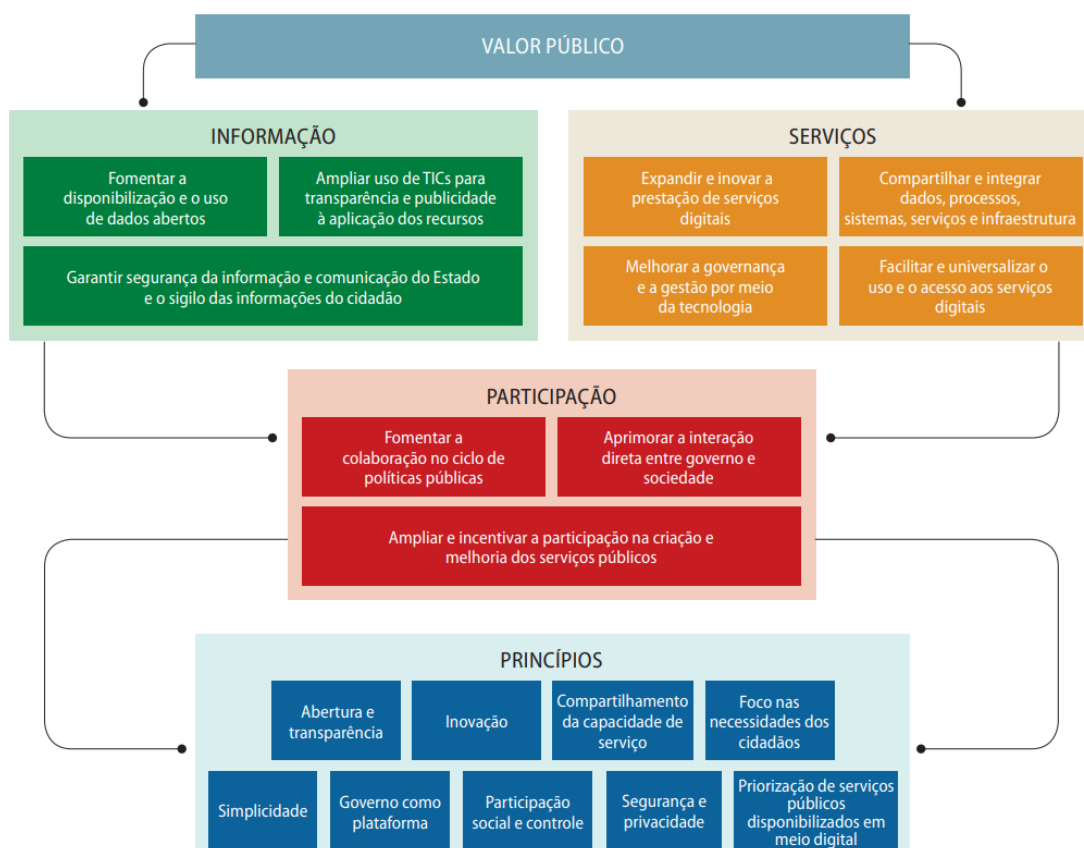 VALOR PÚBLICO
INFORMAÇÃO
Fomentar a
disponibilização e o uso
de dados abertos
Ampliar uso de TICs para
transparência e publicidade
à aplicação dos recursos
Garantir segurança da informação e comunicação do Estado
e o sigilo das informações do cidadão
SERVIÇOS
Expandir e inovar a
prestação de serviços
digitais
Compartilhar e integrar
dados, processos,
sistemas, serviços e infraestrutura
Melhorar a governança
e a gestão por meio
da tecnologia
Facilitar e universalizar o
uso e o acesso aos serviços
digitais
PARTICIPAÇÃO
Fomentar a
colaboração no ciclo de
políticas públicas
Aprimorar a interação
direta entre governo e
sociedade
Ampliar e incentivar a participação na criação e
melhoria dos serviços públicos
PRINCÍPIOS
Abertura e
transparência
Inovação
Compartilhamento
da capacidade de
serviço
Foco nas
necessidades dos
cidadãos
Simplicidade
Governo como
plataforma
Participação
social e controle
Segurança e
privacidade
Priorização de serviços
públicos
disponibilizados em
meio digital